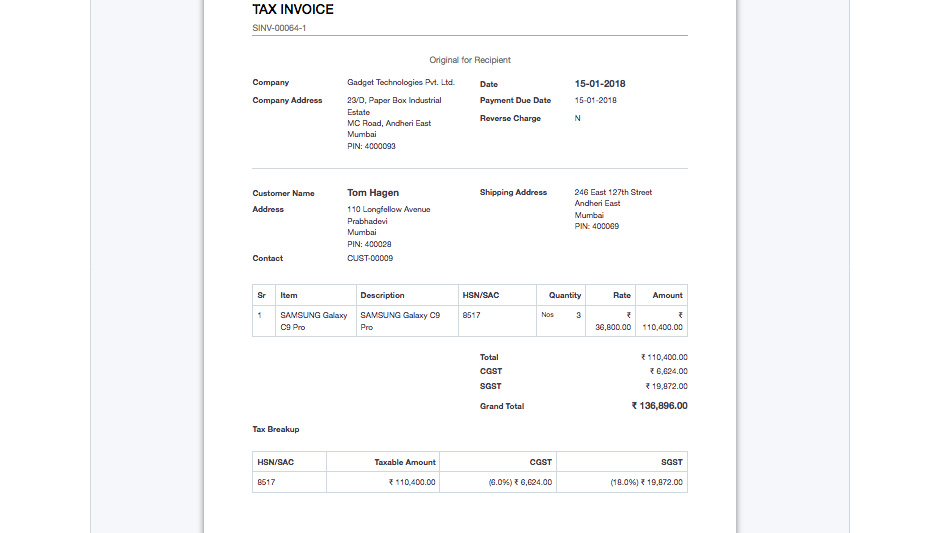 TAX INVOICE
SINV-00064-1
Original for Recipient
Company Gadget Technologies Pvt. Ltd.
Company Address 23/D, Paper Box Industrial
Estate
MC Road, Andheri East
Mumbai
PIN: 4000093
Date 15-01-2018
Payment Due Date 15-01-2018
Reverse Charge N
Customer Name Tom Hagen
Address 110 Longfellow Avenue
Prabhadevi
Mumbai
PIN: 400028
Contact CUST-00009
Shipping Address 246 East 127th Street
Andheri East
Mumbai
PIN: 400069
Sr Item Description HSN/SAC Quantity Rate Amount
1 SAMSUNG Galaxy SAMSUNG Galaxy C9 8517 Nos 3 ₹ ₹
C9 Pro Pro 36,800.00 110,400.00
Total ₹ 110,400.00
CGST ₹ 6,624.00
SGST ₹ 19,872.00
Grand Total ₹ 136,896.00
Tax Breakup
HSN/SAC Taxable Amount CGST SGST
8517 ₹ 110,400.00 (6.0%) ₹ 6,624.00 (18.0%) ₹ 19,872.00